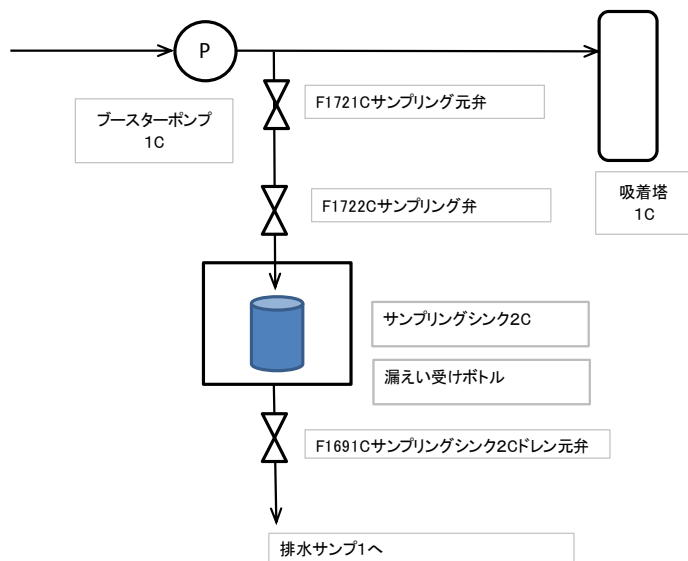 P
F1721Cサンプリング元弁
ブースターポンプ
1C
F1722Cサンプリング弁
吸着塔
1C
サンプリングシンク2C
漏えい受けボトル
F1691Cサンプリングシンク2Cドレン元弁
排水サンプ1へ